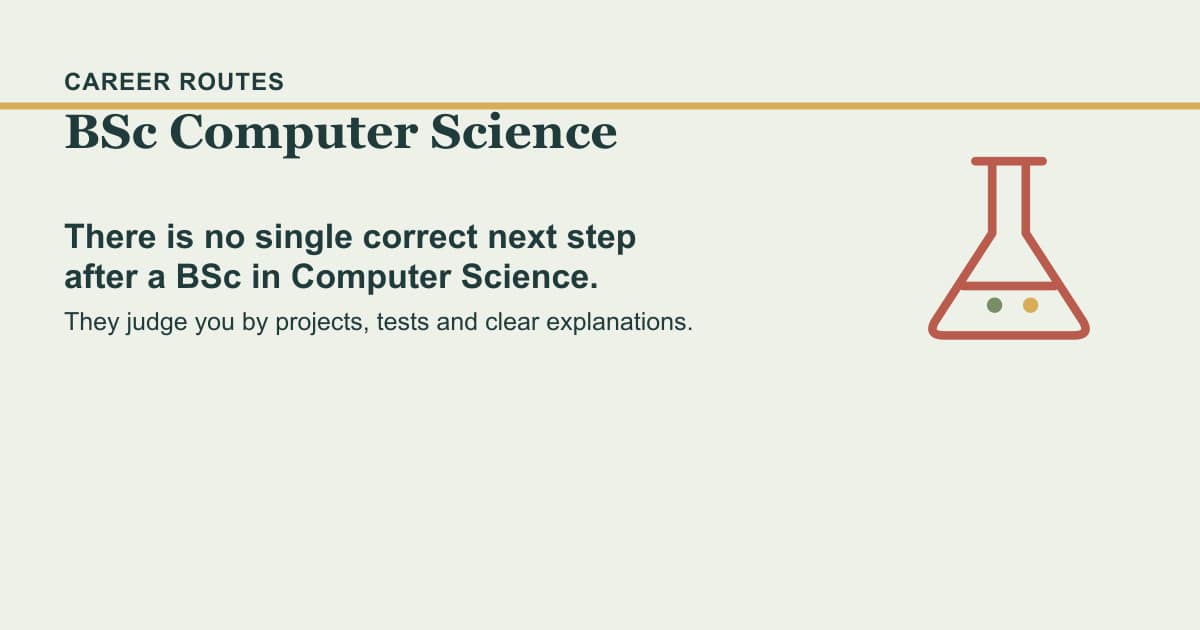 CAREER ROUTES
BSc Computer Science
There is no single correct next step
after a BSc in Computer Science.
They judge you by projects, tests and clear explanations.